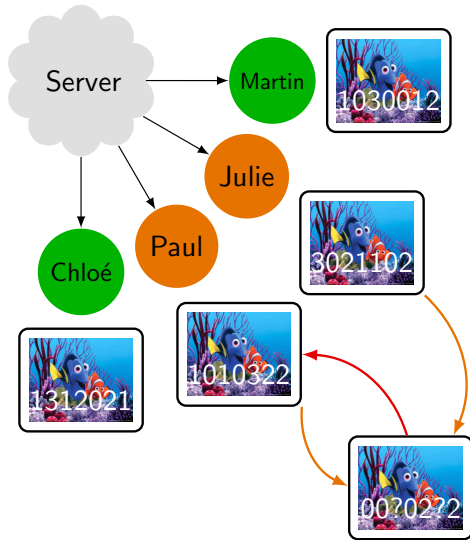 Server
Martin
1030012
Julie
3021102
Paul
Chloé
1010322
1312021
00?02?2